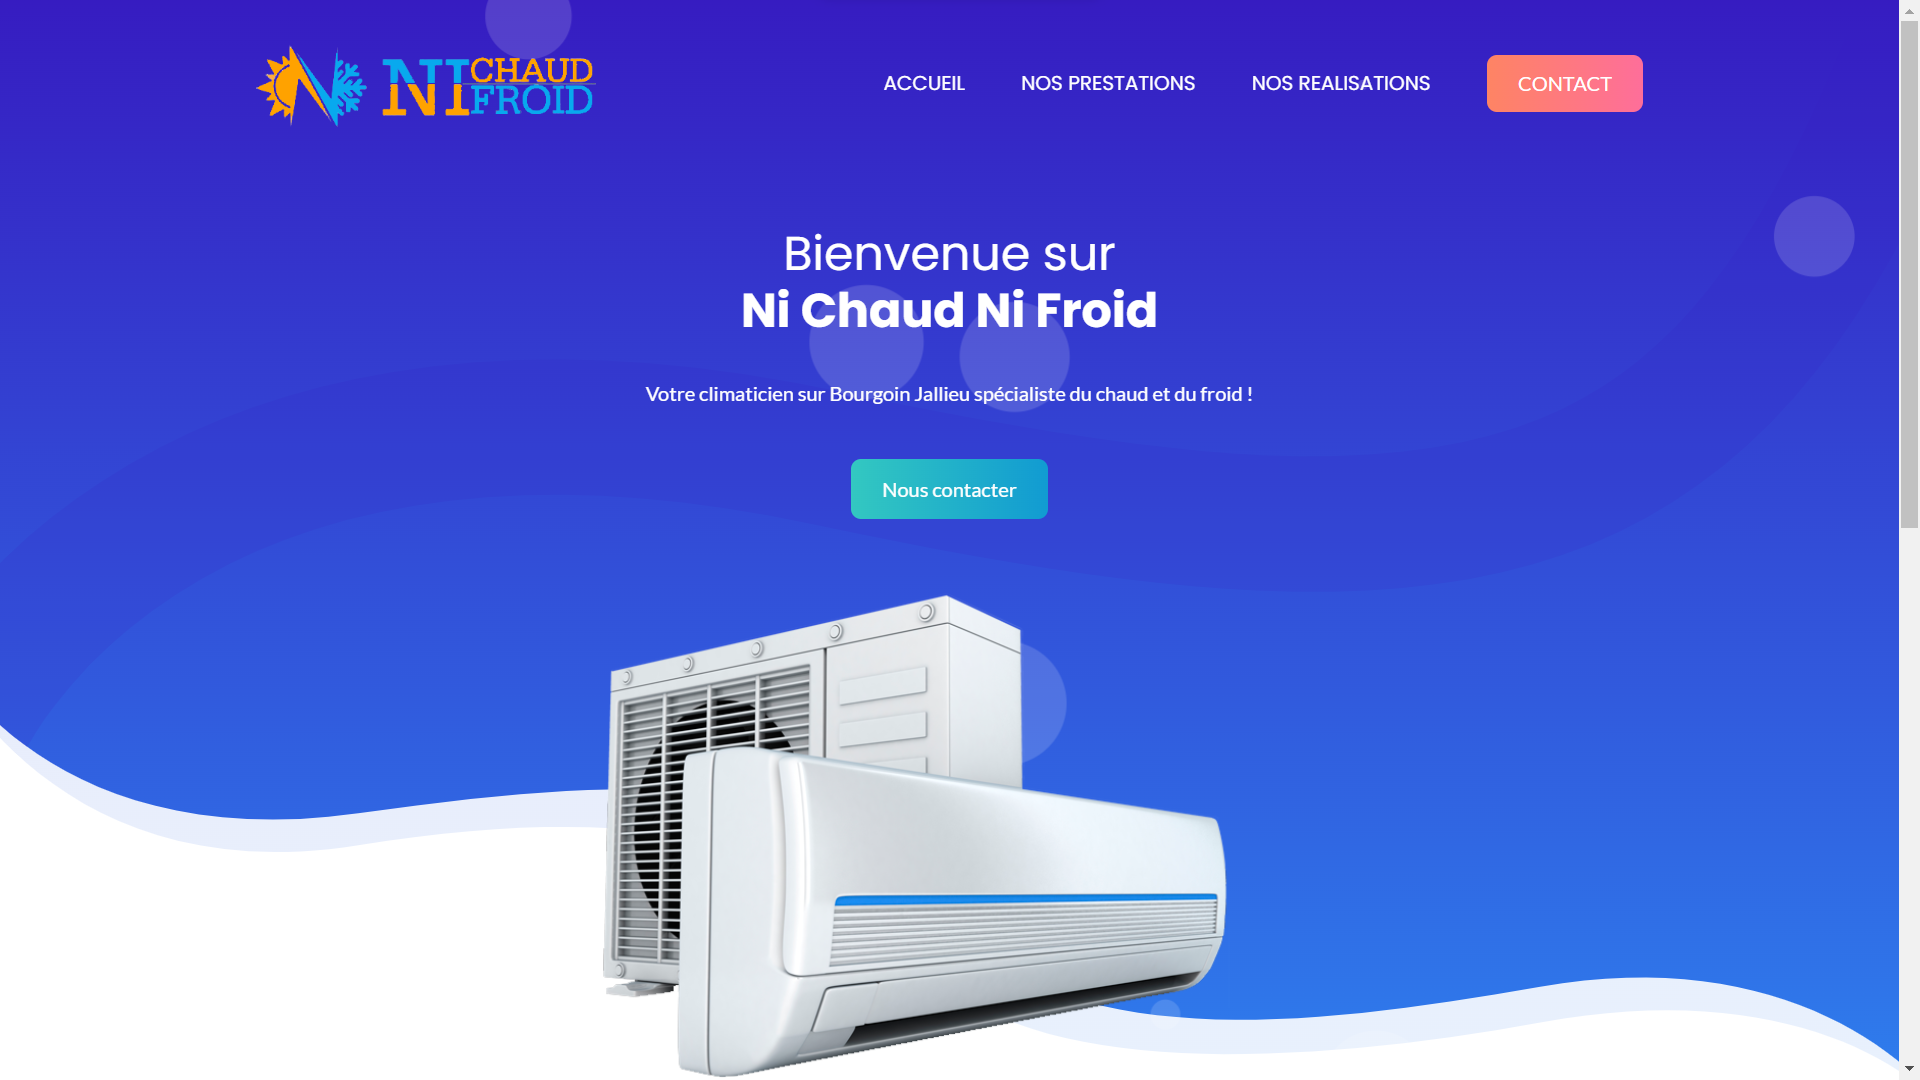 NI CHAUD
NI FROID
ACCUEIL
NOS PRESTATIONS
NOS REALISATIONS
CONTACT
Bienvenue sur
Ni Chaud Ni Froid
Votre climaticien sur Bourgoin Jallieu spécialiste du chaud et du froid !
Nous contacter